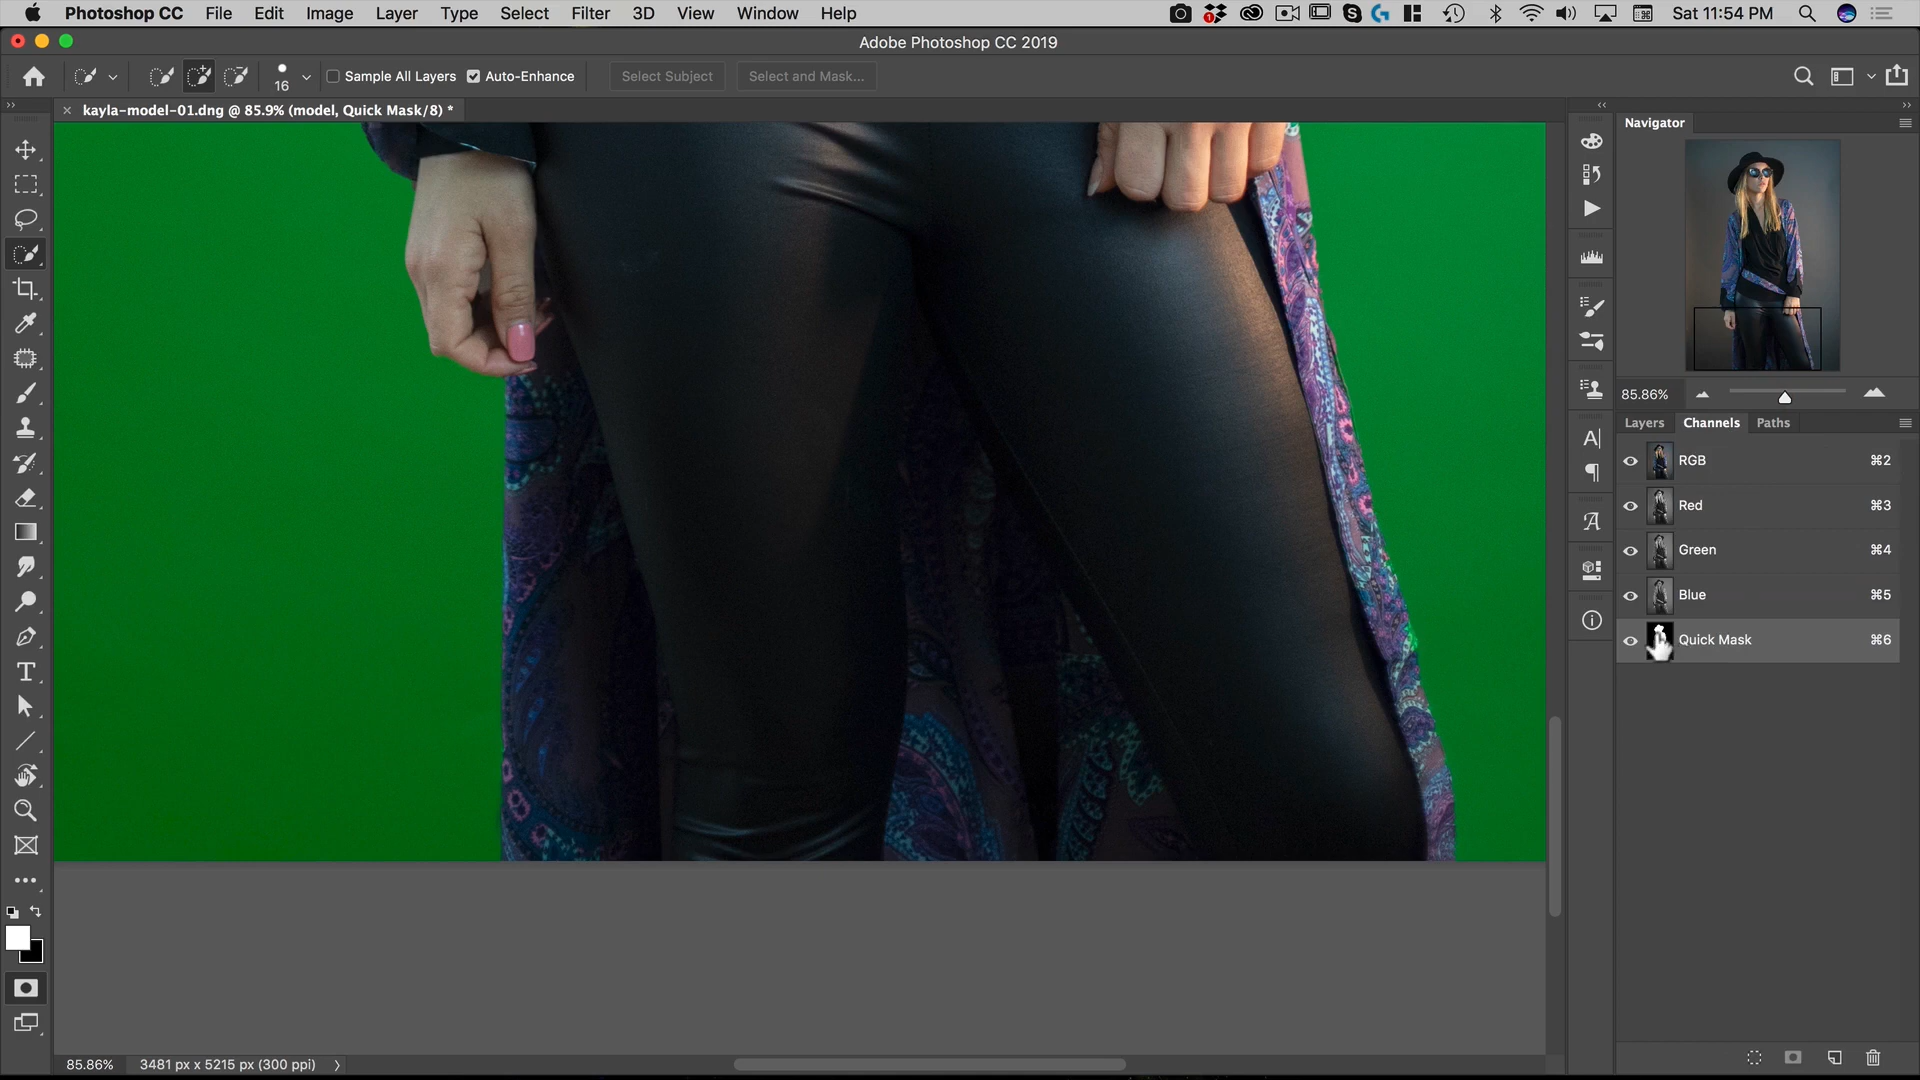 Photoshop CC File Edit Image Layer Type Select Filter 3D View Window Help Sat 11:54 PM
Adobe Photoshop CC 2019
16 Sample All Layers Auto-Enhance Select Subject Select and Mask...
kayla-model-01.dng @ 85.9% (model, Quick Mask/8) *
Navigator
85.86%
Layers Channels Paths
RGB ⌘2
Red ⌘3
Green ⌘4
Blue ⌘5
Quick Mask ⌘6
85.86% 3481 px x 5215 px (300 ppi)